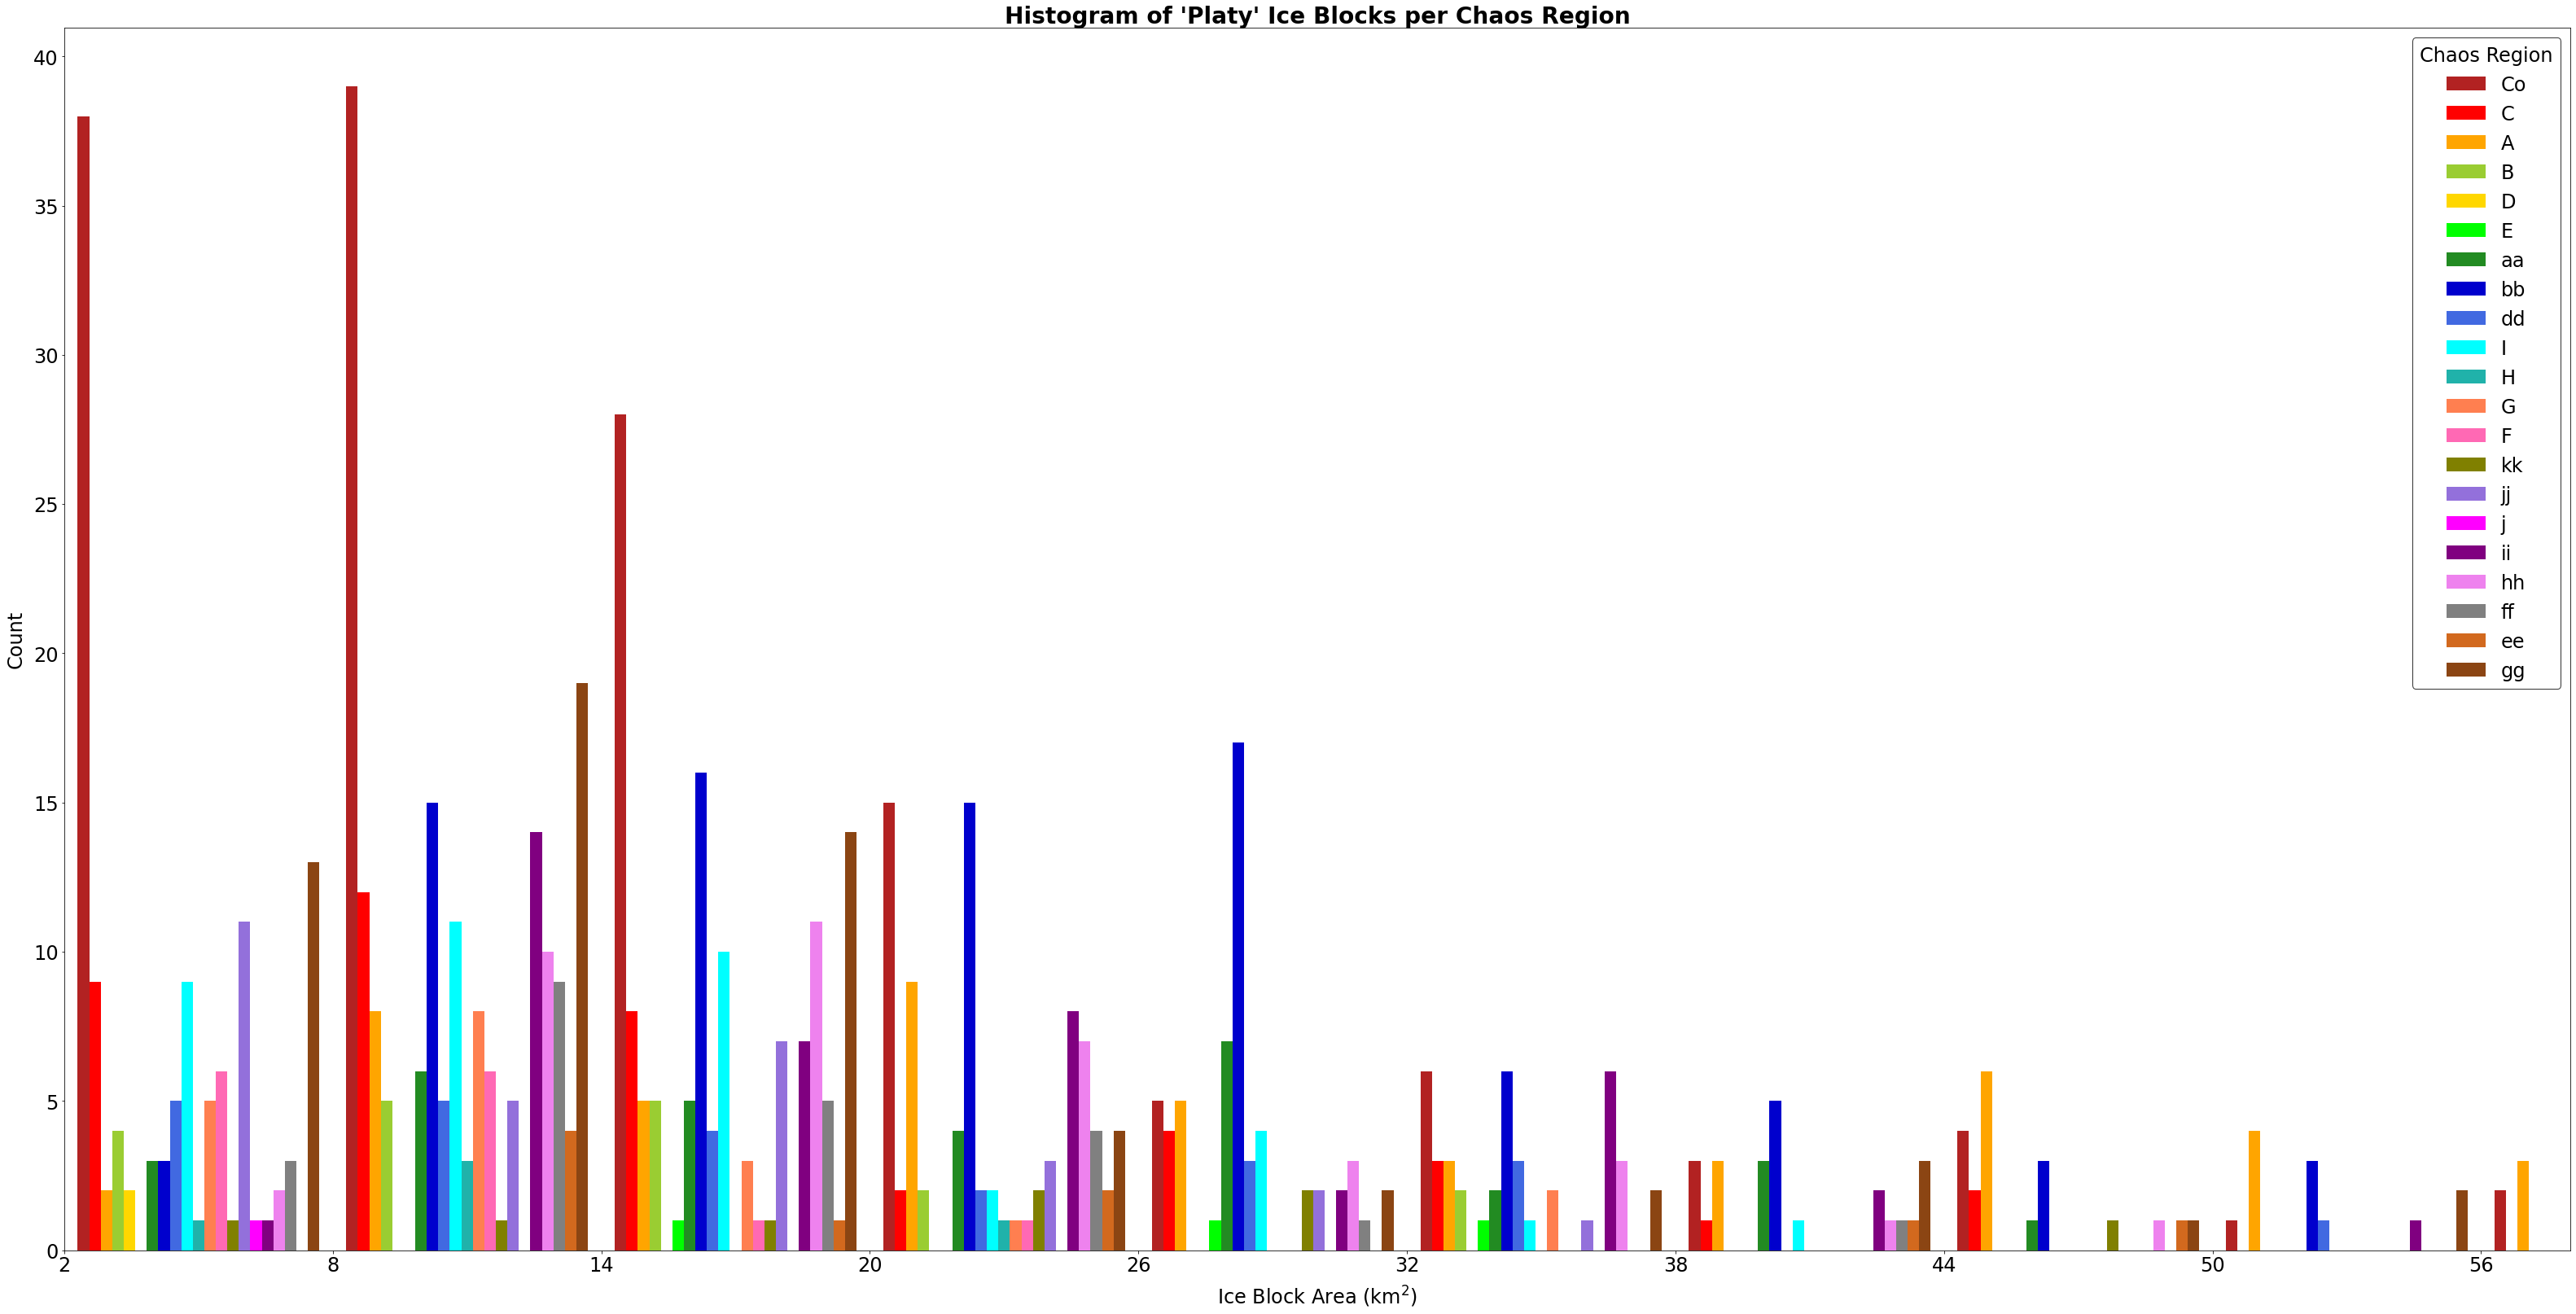 Histogram of 'Platy' Ice Blocks per Chaos Region
40
35
30
25
20
15
10
5
0
Count
2 8 14 20 26 32 38 44 50 56
Ice Block Area (km²)
Chaos Region
Co
C
A
B
D
E
aa
bb
dd
I
H
G
F
kk
jj
j
ii
hh
ff
ee
gg